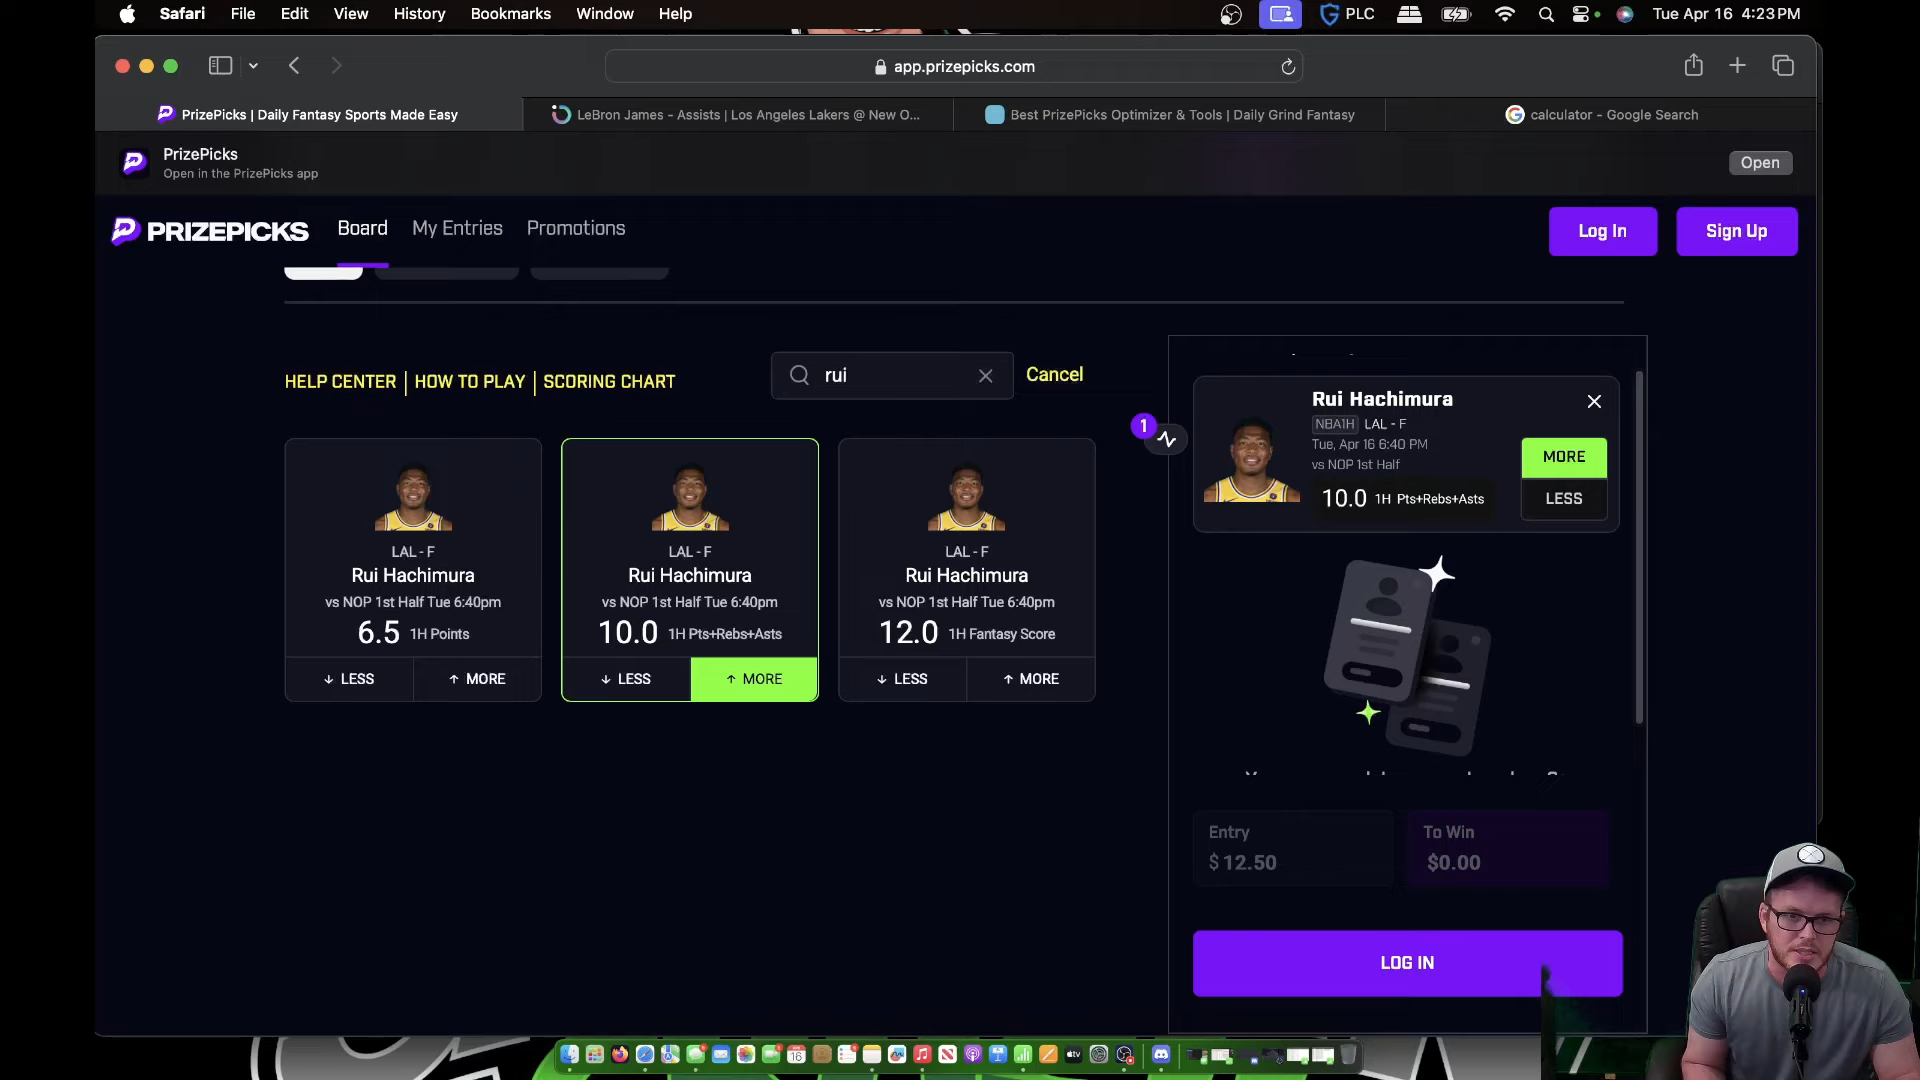 Safari File Edit View History Bookmarks Window Help PLC Tue Apr 16 4:23 PM
app.prizepicks.com
PrizePicks | Daily Fantasy Sports Made Easy
LeBron James - Assists | Los Angeles Lakers @ New O...
Best PrizePicks Optimizer & Tools | Daily Grind Fantasy
calculator - Google Search
PrizePicks
Open in the PrizePicks app
Open
PRIZEPICKS Board My Entries Promotions Log In Sign Up
HELP CENTER | HOW TO PLAY | SCORING CHART
rui
Cancel
LAL - F
Rui Hachimura
vs NOP 1st Half Tue 6:40pm
6.5 1H Points
↓ LESS ↑ MORE
LAL - F
Rui Hachimura
vs NOP 1st Half Tue 6:40pm
10.0 1H Pts+Rebs+Asts
↓ LESS ↑ MORE
LAL - F
Rui Hachimura
vs NOP 1st Half Tue 6:40pm
12.0 1H Fantasy Score
↓ LESS ↑ MORE
1
Rui Hachimura
NBA1H LAL - F
Tue, Apr 16 6:40 PM
vs NOP 1st Half
10.0 1H Pts+Rebs+Asts
MORE
LESS
Entry
$ 12.50
To Win
$0.00
LOG IN